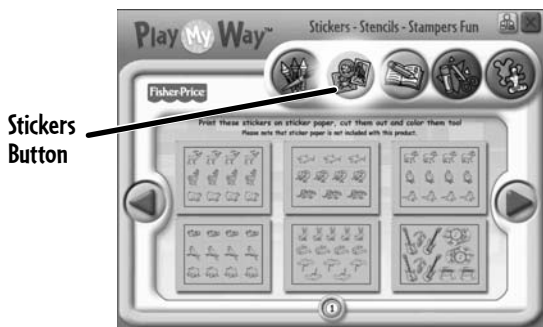 Play My Way™
Stickers - Stencils - Stampers Fun
Fisher-Price
Stickers
Button
Print these stickers on sticker paper, cut them out and color them too!
Please note that sticker paper is not included with this product.
1